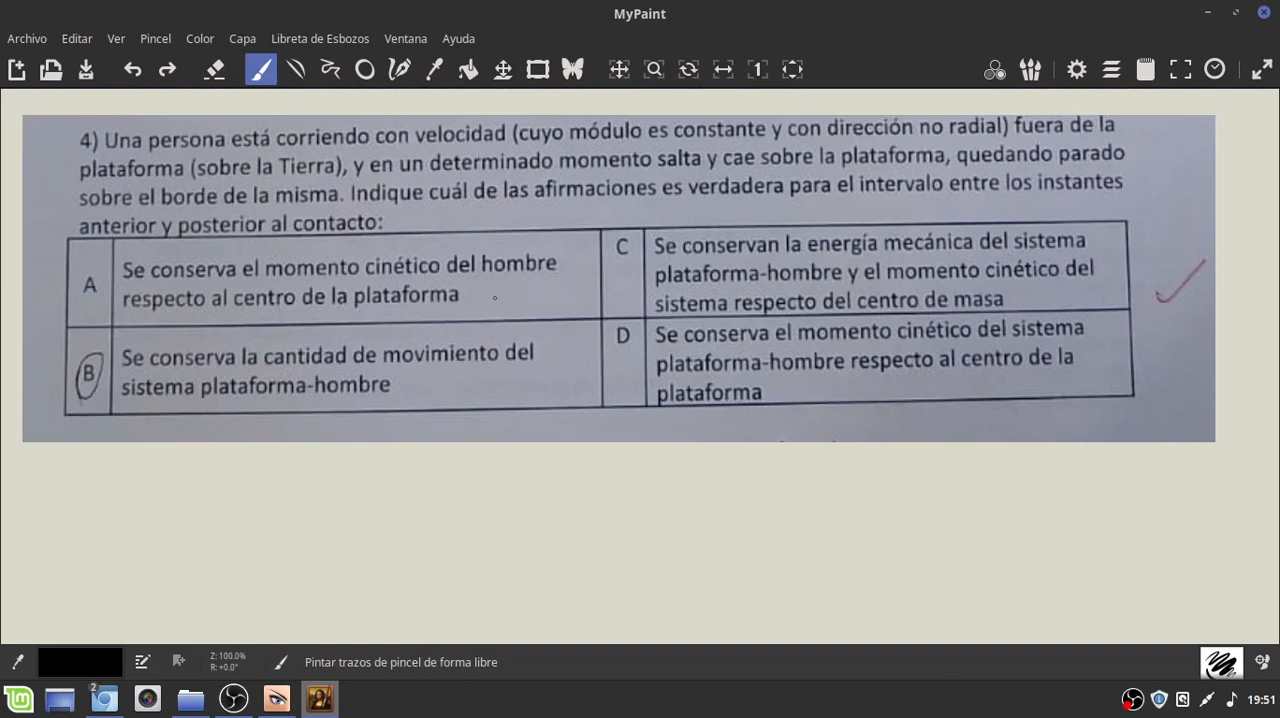 MyPaint
Archivo Editar Ver Pincel Color Capa Libreta de Esbozos Ventana Ayuda
4) Una persona está corriendo con velocidad (cuyo módulo es constante y con dirección no radial) fuera de la
plataforma (sobre la Tierra), y en un determinado momento salta y cae sobre la plataforma, quedando parado
sobre el borde de la misma. Indique cuál de las afirmaciones es verdadera para el intervalo entre los instantes
anterior y posterior al contacto:
A
Se conserva el momento cinético del hombre
respecto al centro de la plataforma
C
Se conservan la energía mecánica del sistema
plataforma-hombre y el momento cinético del
sistema respecto del centro de masa
B
Se conserva la cantidad de movimiento del
sistema plataforma-hombre
D
Se conserva el momento cinético del sistema
plataforma-hombre respecto al centro de la
plataforma
Z: 100.0%
R: +0.0°
Pintar trazos de pincel de forma libre
2
19:51